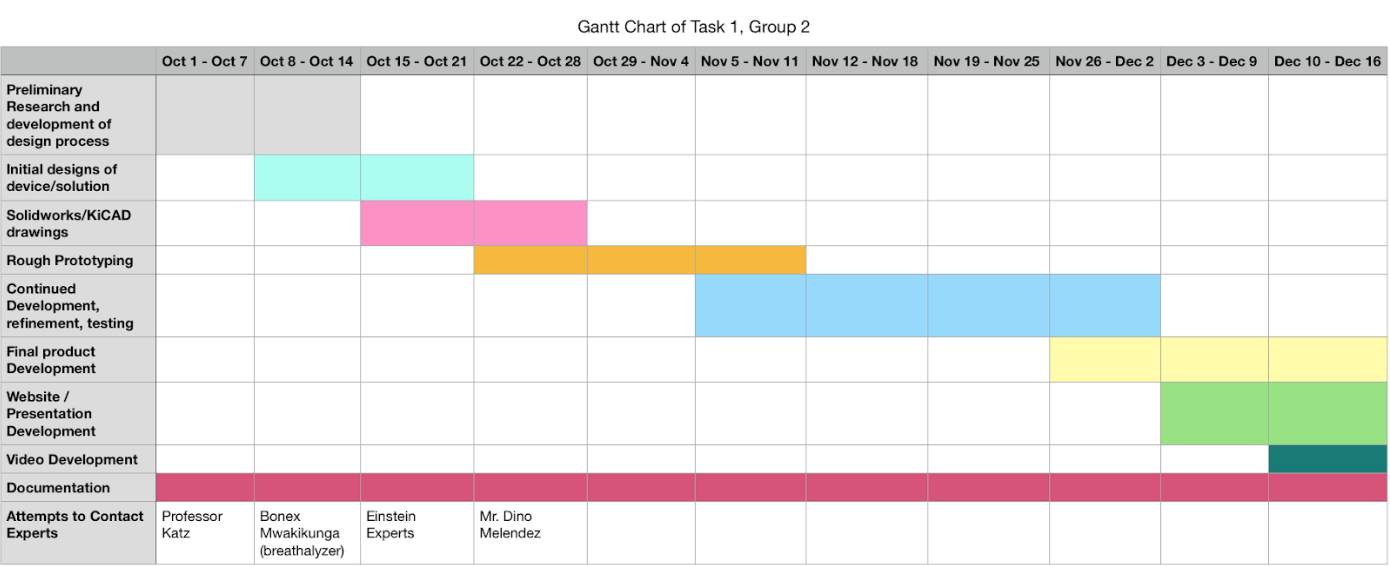 Gantt Chart of Task 1, Group 2
Oct 1 - Oct 7 Oct 8 - Oct 14 Oct 15 - Oct 21 Oct 22 - Oct 28 Oct 29 - Nov 4 Nov 5 - Nov 11 Nov 12 - Nov 18 Nov 19 - Nov 25 Nov 26 - Dec 2 Dec 3 - Dec 9 Dec 10 - Dec 16
Preliminary
Research and
development of
design process
Initial designs of
device/solution
Solidworks/KiCAD
drawings
Rough Prototyping
Continued
Development,
refinement, testing
Final product
Development
Website /
Presentation
Development
Video Development
Documentation
Attempts to Contact
Experts
Professor
Katz
Bonex
Mwakikunga
(breathalyzer)
Einstein
Experts
Mr. Dino
Melendez